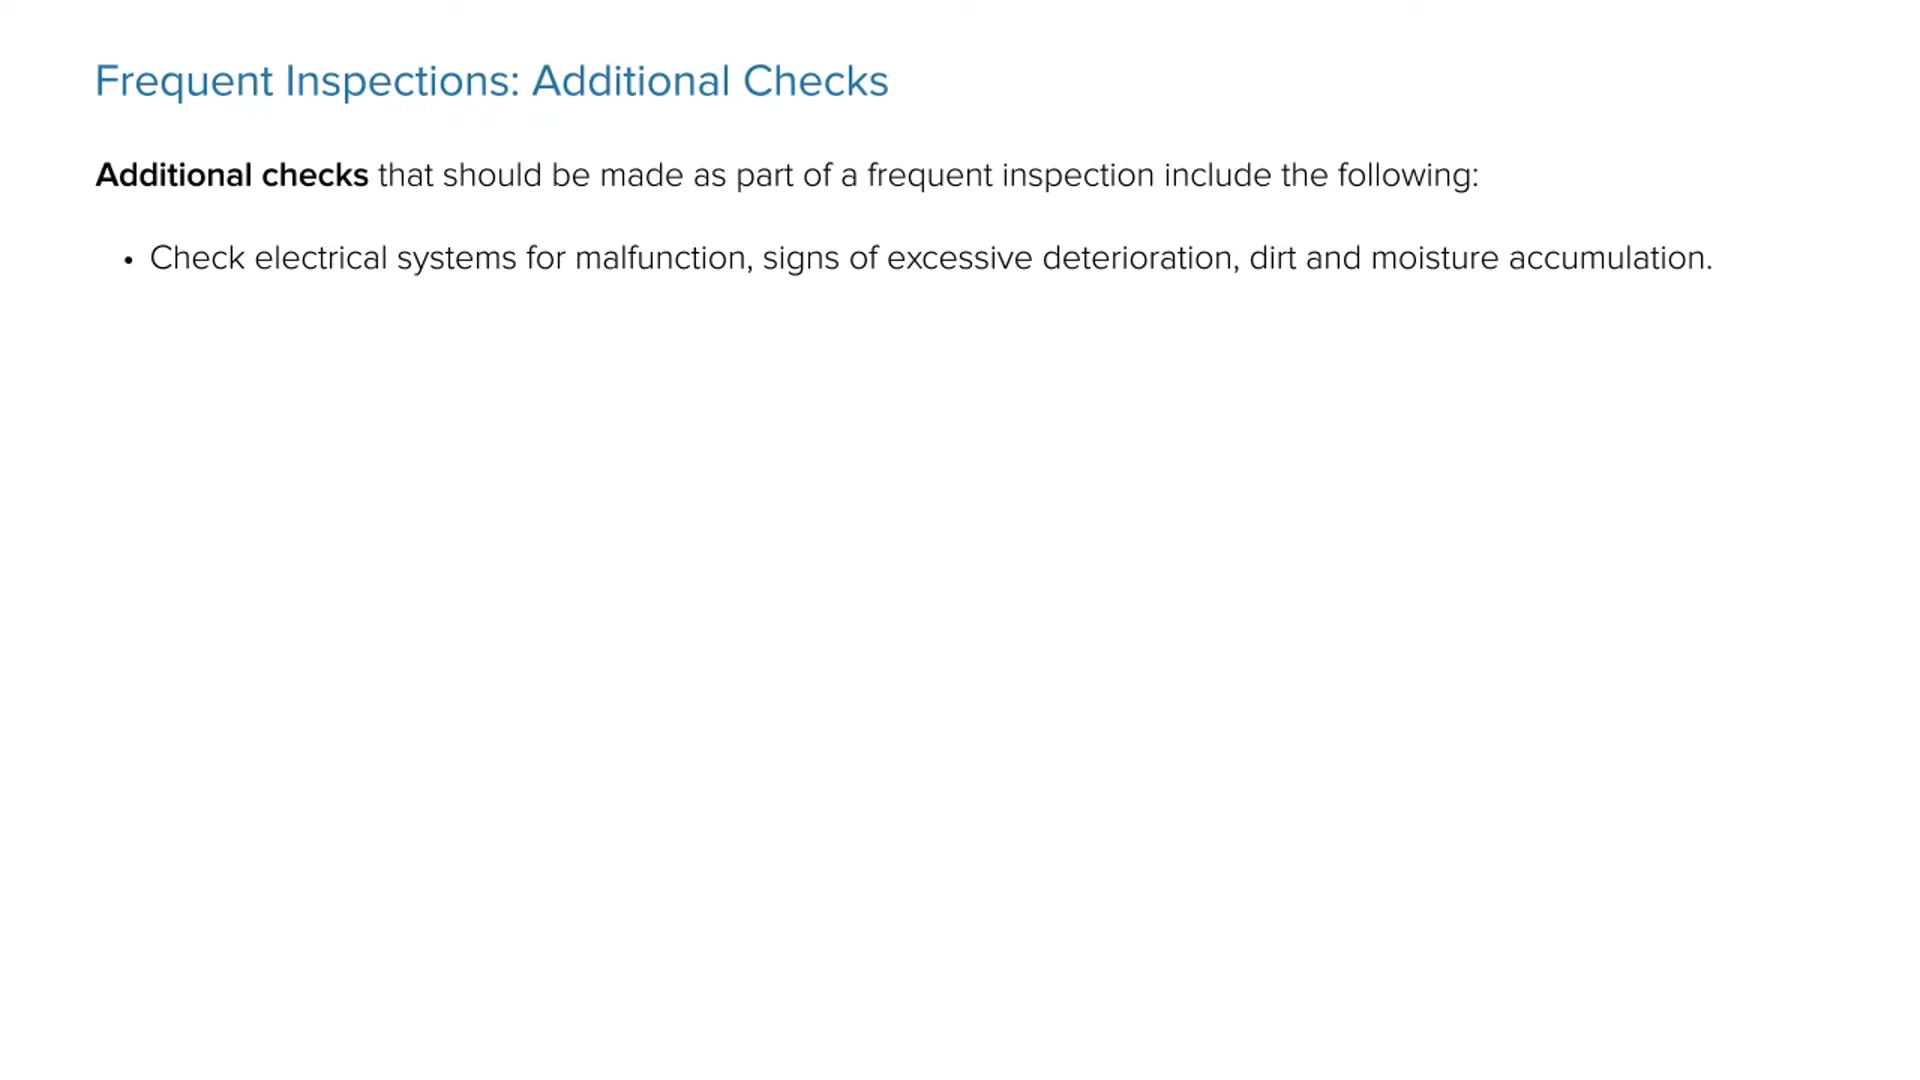 Frequent Inspections: Additional Checks
Additional checks that should be made as part of a frequent inspection include the following:
• Check electrical systems for malfunction, signs of excessive deterioration, dirt and moisture accumulation.